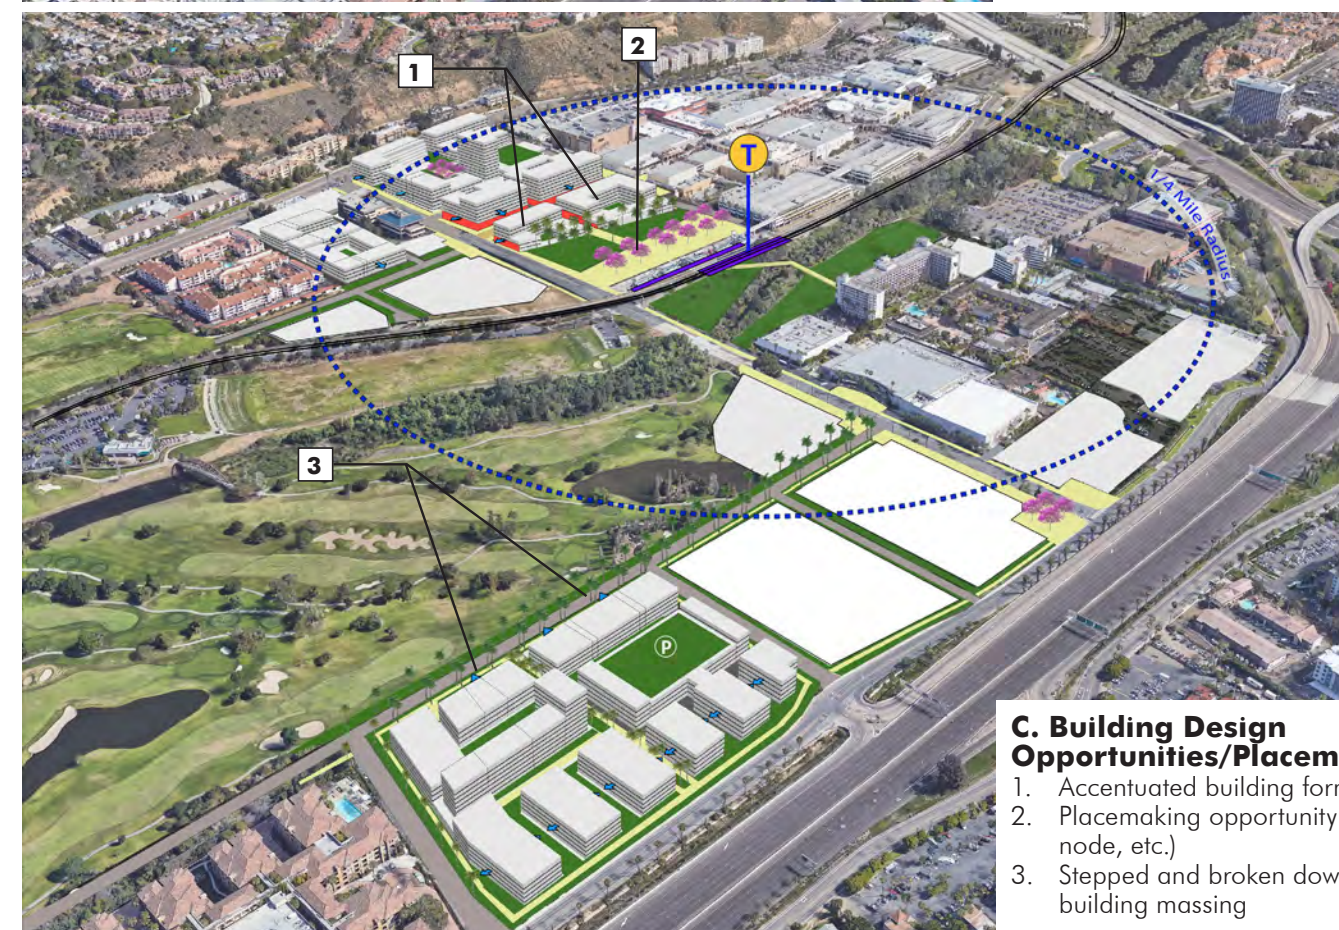 1
2
T
1/4 Mile Radius
3
P
C. Building Design
Opportunities/Placem
1. Accentuated building for
2. Placemaking opportunity
node, etc.)
3. Stepped and broken dow
building massing